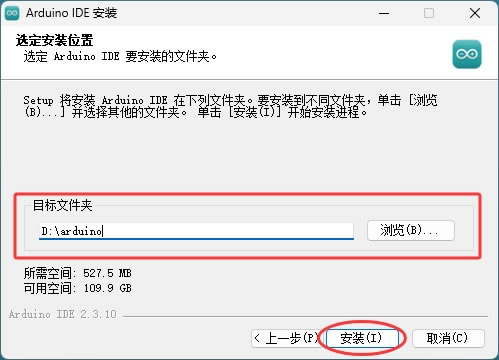 Arduino IDE 安装
选定安装位置
选定 Arduino IDE 要安装的文件夹。
Setup 将安装 Arduino IDE 在下列文件夹。要安装到不同文件夹，单击 [浏览
(B)...] 并选择其他的文件夹。 单击 [安装(I)] 开始安装进程。
目标文件夹
D:\arduino
浏览(B)...
所需空间: 527.5 MB
可用空间: 109.9 GB
Arduino IDE 2.3.10
< 上一步(P)
安装(I)
取消(C)